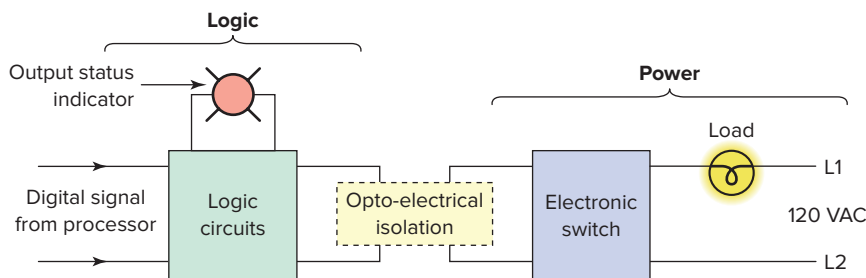 Logic
Output status
indicator
Power
Load
L1
Digital signal
from processor
Logic
circuits
Opto-electrical
isolation
Electronic
switch
120 VAC
L2